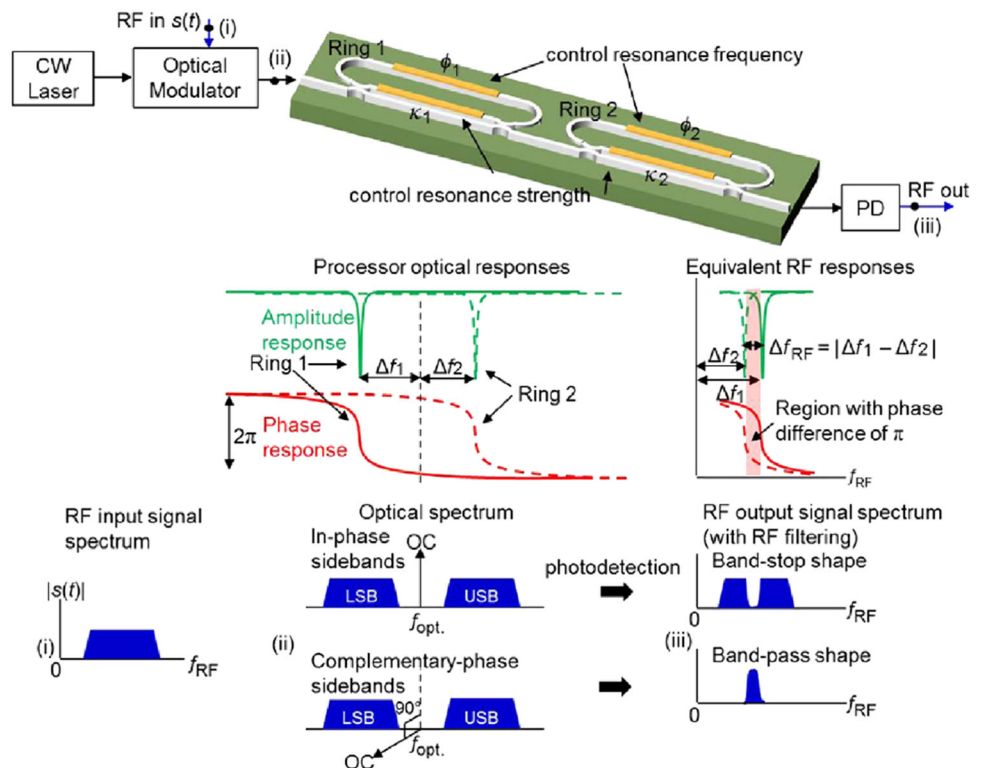 RF in s(t)
(i)
CW
Laser
Optical
Modulator
(ii)
Ring 1
ϕ1
κ1
control resonance frequency
Ring 2
ϕ2
κ2
control resonance strength
PD
RF out
(iii)
Processor optical responses
Equivalent RF responses
Amplitude
response
Ring 1
Δf1
Δf2
Ring 2
2π
Phase
response
Δf2
ΔfRF = |Δf1 − Δf2|
Δf1
Region with phase
difference of π
fRF
RF input signal
spectrum
|s(t)|
(i)
0
fRF
Optical spectrum
In-phase
sidebands
OC
LSB
USB
fopt.
(ii)
Complementary-phase
sidebands
90°
LSB
USB
fopt.
OC
photodetection
RF output signal spectrum
(with RF filtering)
Band-stop shape
0
fRF
(iii)
Band-pass shape
0
fRF